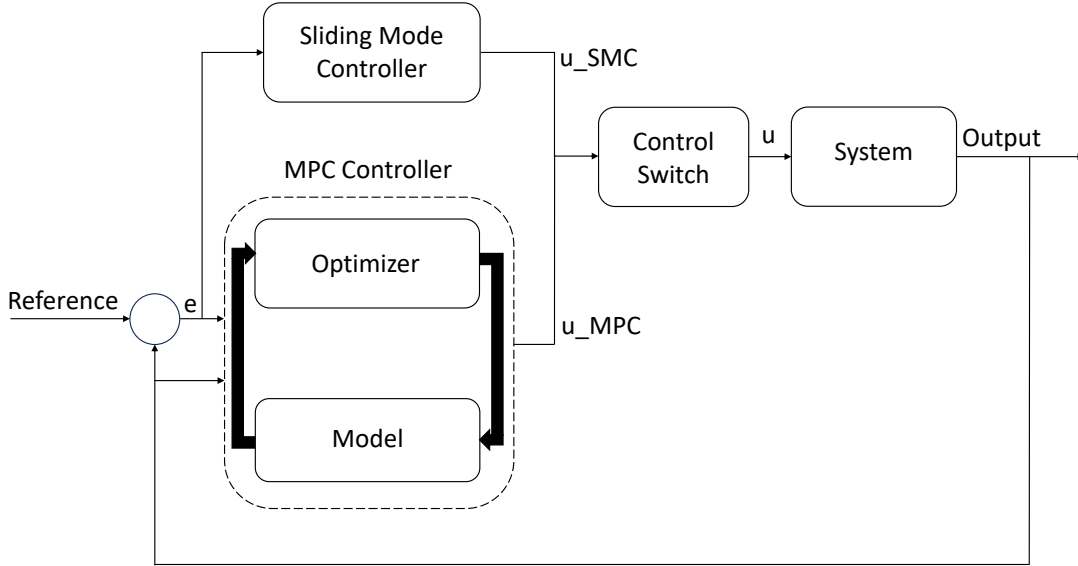 Sliding Mode
Controller
u_SMC
Control
Switch
u
System
Output
MPC Controller
Optimizer
Reference
e
u_MPC
Model